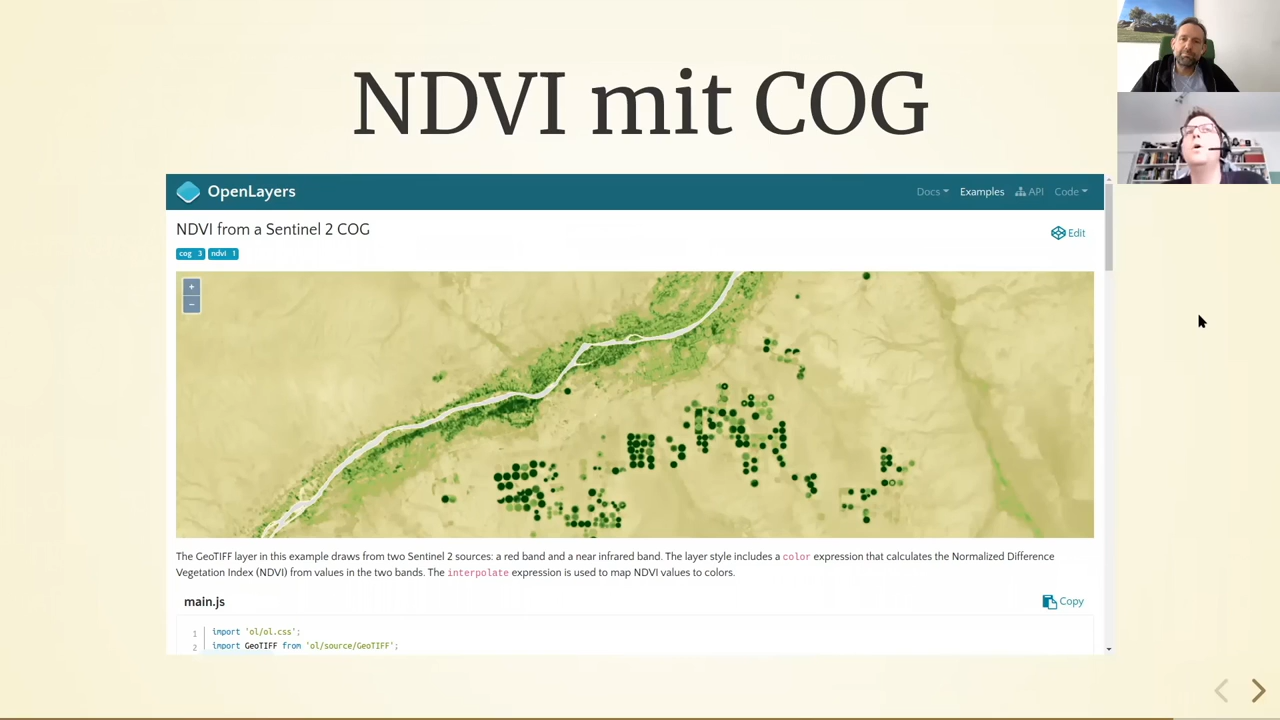 NDVI mit COG
OpenLayers
Docs Examples API Code
NDVI from a Sentinel 2 COG
Edit
cog 3 ndvi 1
+
−
The GeoTIFF layer in this example draws from two Sentinel 2 sources: a red band and a near infrared band. The layer style includes a color expression that calculates the Normalized Difference
Vegetation Index (NDVI) from values in the two bands. The interpolate expression is used to map NDVI values to colors.
main.js
Copy
1 import 'ol/ol.css';
2 import GeoTIFF from 'ol/source/GeoTIFF';